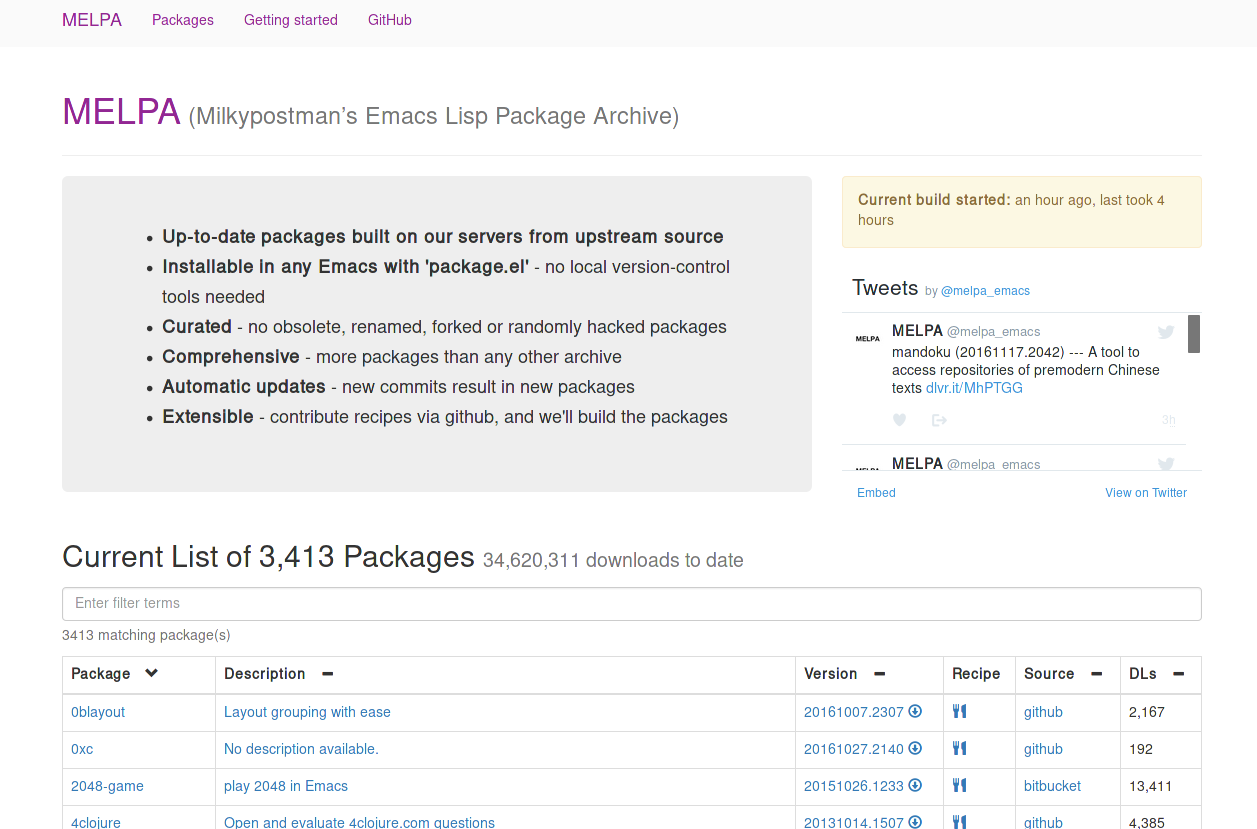 MELPA Packages Getting started GitHub
MELPA (Milkypostman’s Emacs Lisp Package Archive)
• Up-to-date packages built on our servers from upstream source
• Installable in any Emacs with 'package.el' - no local version-control
tools needed
• Curated - no obsolete, renamed, forked or randomly hacked packages
• Comprehensive - more packages than any other archive
• Automatic updates - new commits result in new packages
• Extensible - contribute recipes via github, and we'll build the packages
Current build started: an hour ago, last took 4
hours
Tweets by @melpa_emacs
MELPA
MELPA @melpa_emacs
mandoku (20161117.2042) --- A tool to
access repositories of premodern Chinese
texts dlvr.it/MhPTGG
3h
MELPA
MELPA @melpa_emacs
Embed View on Twitter
Current List of 3,413 Packages 34,620,311 downloads to date
Enter filter terms
3413 matching package(s)
Package Description Version Recipe Source DLs
0blayout Layout grouping with ease 20161007.2307 github 2,167
0xc No description available. 20161027.2140 github 192
2048-game play 2048 in Emacs 20151026.1233 bitbucket 13,411
4clojure Open and evaluate 4clojure.com questions 20131014.1507 github 4,385